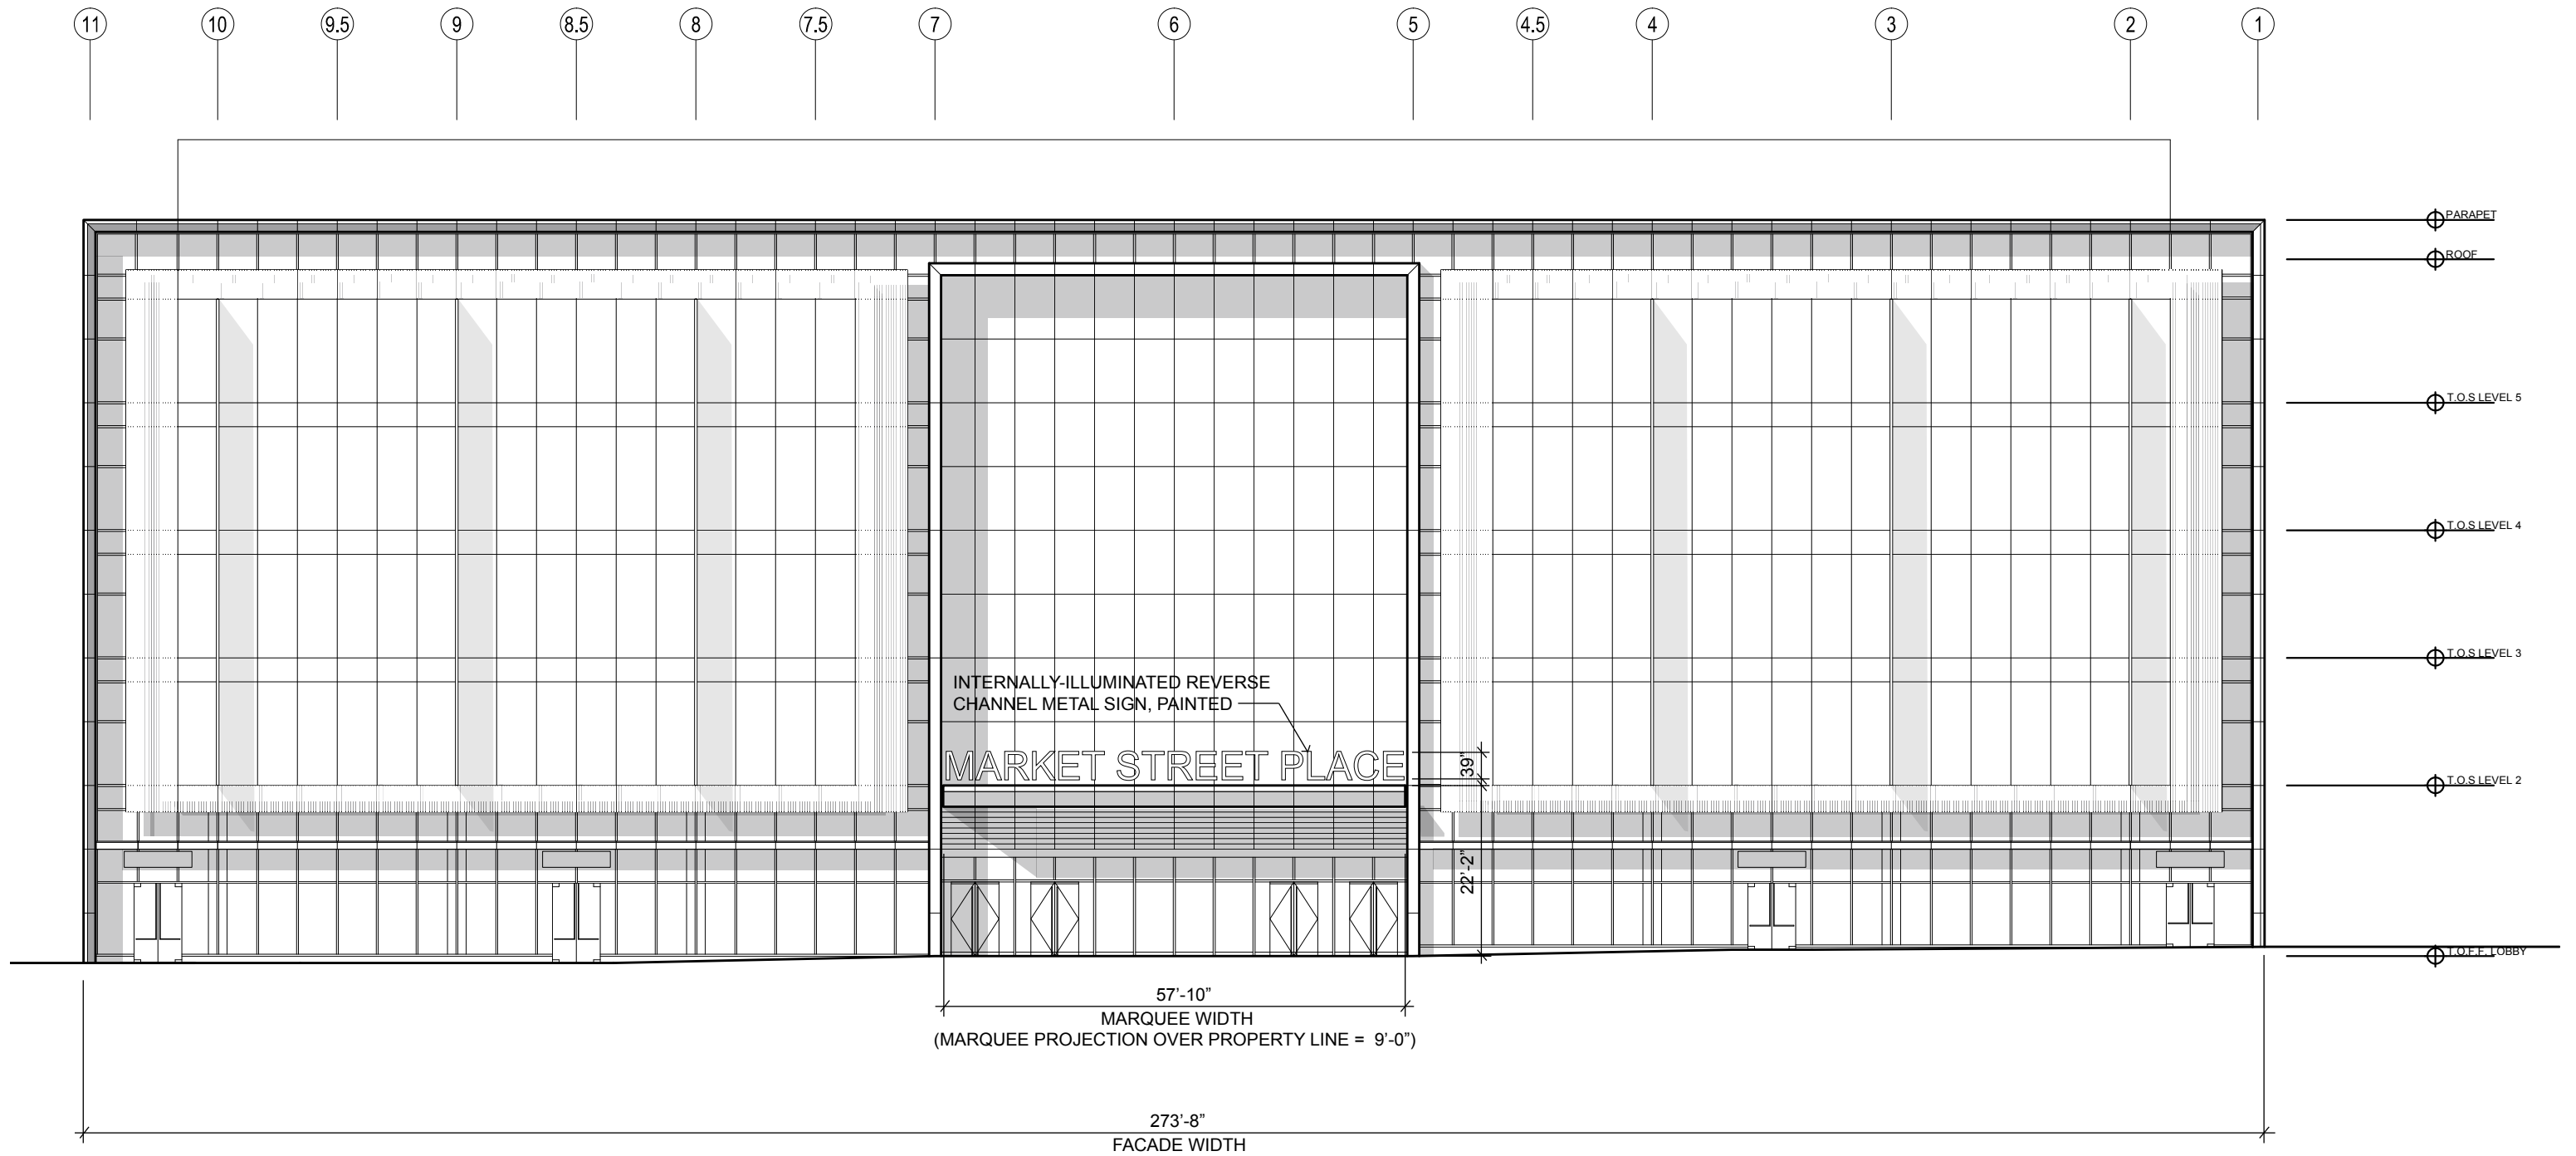 11 10 9.5 9 8.5 8 7.5 7 6 5 4.5 4 3 2 1
PARAPET
ROOF
T.O.S LEVEL 5
T.O.S LEVEL 4
T.O.S LEVEL 3
INTERNALLY-ILLUMINATED REVERSE
CHANNEL METAL SIGN, PAINTED
MARKET STREET PLACE
39”
T.O.S LEVEL 2
22’-2”
T.O.F.F. LOBBY
57’-10”
MARQUEE WIDTH
(MARQUEE PROJECTION OVER PROPERTY LINE = 9’-0”)
273’-8”
FACADE WIDTH